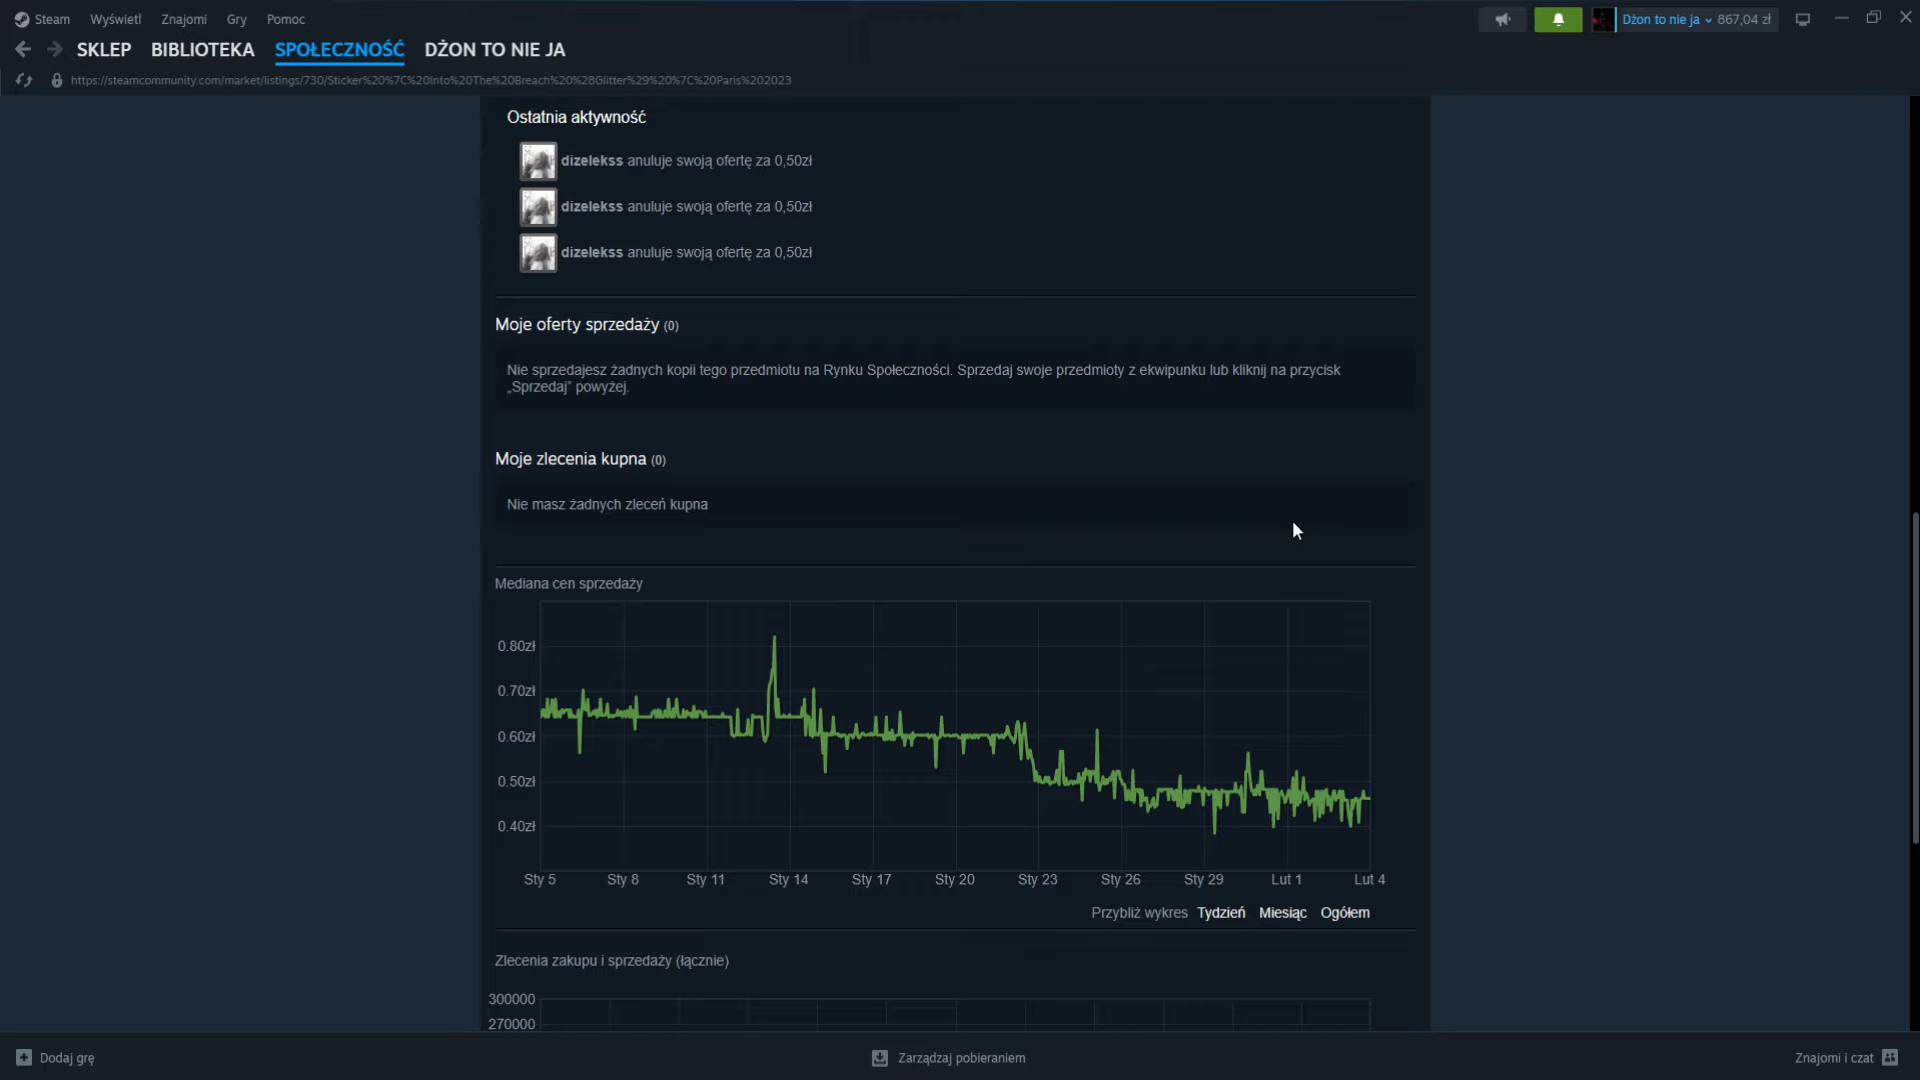 Steam Wyświetl Znajomi Gry Pomoc
Dżon to nie ja 867,04 zł
SKLEP BIBLIOTEKA SPOŁECZNOŚĆ DŻON TO NIE JA
https://steamcommunity.com/market/listings/730/Sticker%20%7C%20Into%20The%20Breach%20%28Glitter%29%20%7C%20Paris%202023
Ostatnia aktywność
dizelekss anuluje swoją ofertę za 0,50zł
dizelekss anuluje swoją ofertę za 0,50zł
dizelekss anuluje swoją ofertę za 0,50zł
Moje oferty sprzedaży (0)
Nie sprzedajesz żadnych kopii tego przedmiotu na Rynku Społeczności. Sprzedaj swoje przedmioty z ekwipunku lub kliknij na przycisk
„Sprzedaj” powyżej.
Moje zlecenia kupna (0)
Nie masz żadnych zleceń kupna
Mediana cen sprzedaży
0.80zł
0.70zł
0.60zł
0.50zł
0.40zł
Sty 5 Sty 8 Sty 11 Sty 14 Sty 17 Sty 20 Sty 23 Sty 26 Sty 29 Lut 1 Lut 4
Przybliż wykres Tydzień Miesiąc Ogółem
Zlecenia zakupu i sprzedaży (łącznie)
300000
270000
Dodaj grę Zarządzaj pobieraniem Znajomi i czat